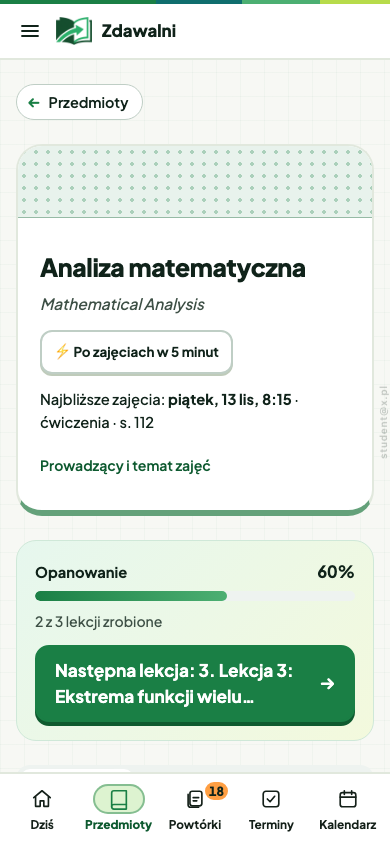 Zdawalni
← Przedmioty
Analiza matematyczna
Mathematical Analysis
⚡ Po zajęciach w 5 minut
Najbliższe zajęcia: piątek, 13 lis, 8:15 ·
ćwiczenia · s. 112
Prowadzący i temat zajęć
student@x.pl
Opanowanie 60%
2 z 3 lekcji zrobione
Następna lekcja: 3. Lekcja 3:
Ekstrema funkcji wielu… →
18
Dziś Przedmioty Powtórki Terminy Kalendarz